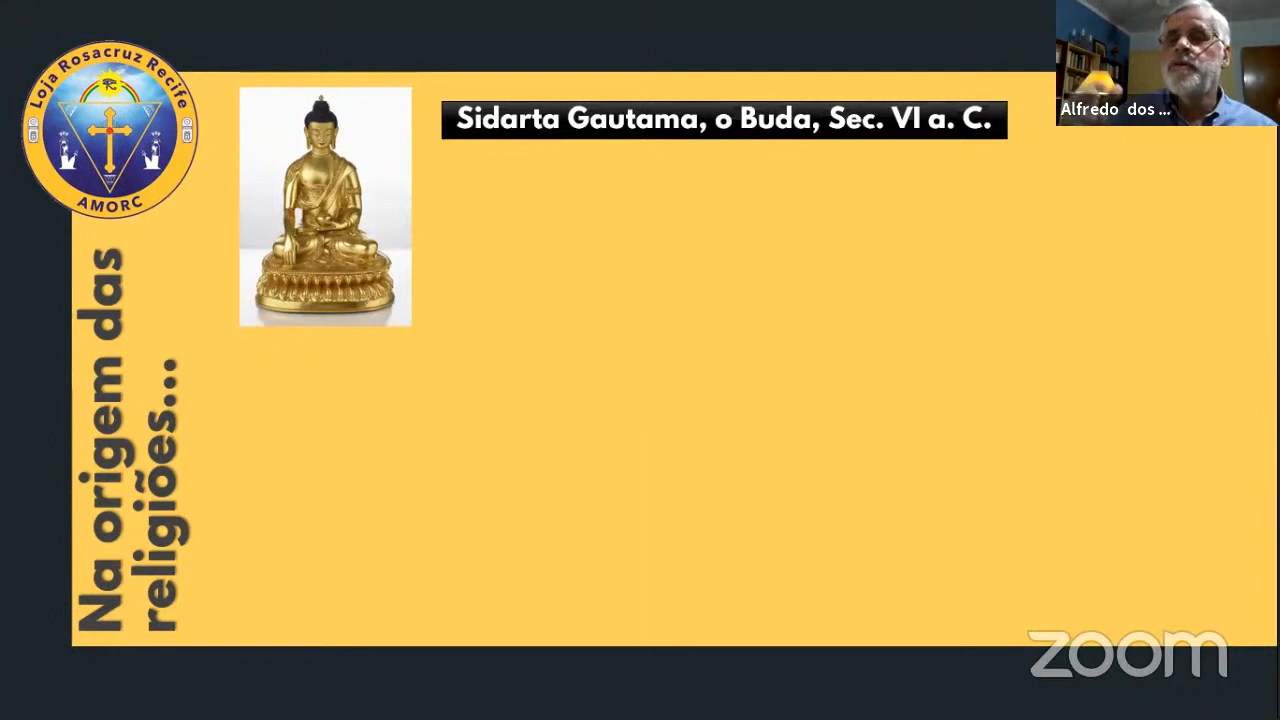 Loja Rosacruz Recife
AMORC
Sidarta Gautama, o Buda, Sec. VI a. C.
Alfredo dos ...
Na origem das
religiões...
zoom